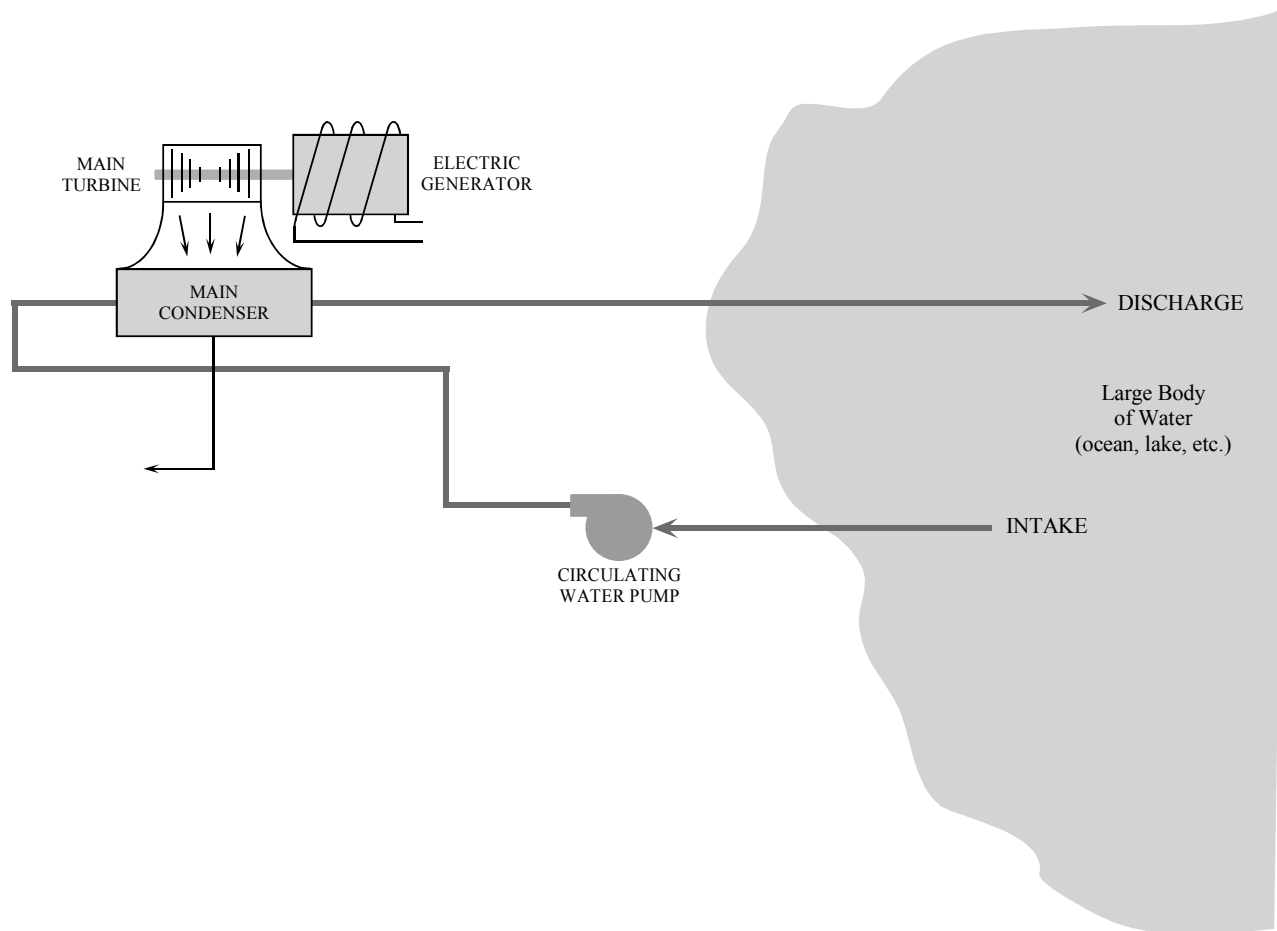 MAIN
TURBINE
ELECTRIC
GENERATOR
MAIN
CONDENSER
DISCHARGE
Large Body
of Water
(ocean, lake, etc.)
INTAKE
CIRCULATING
WATER PUMP